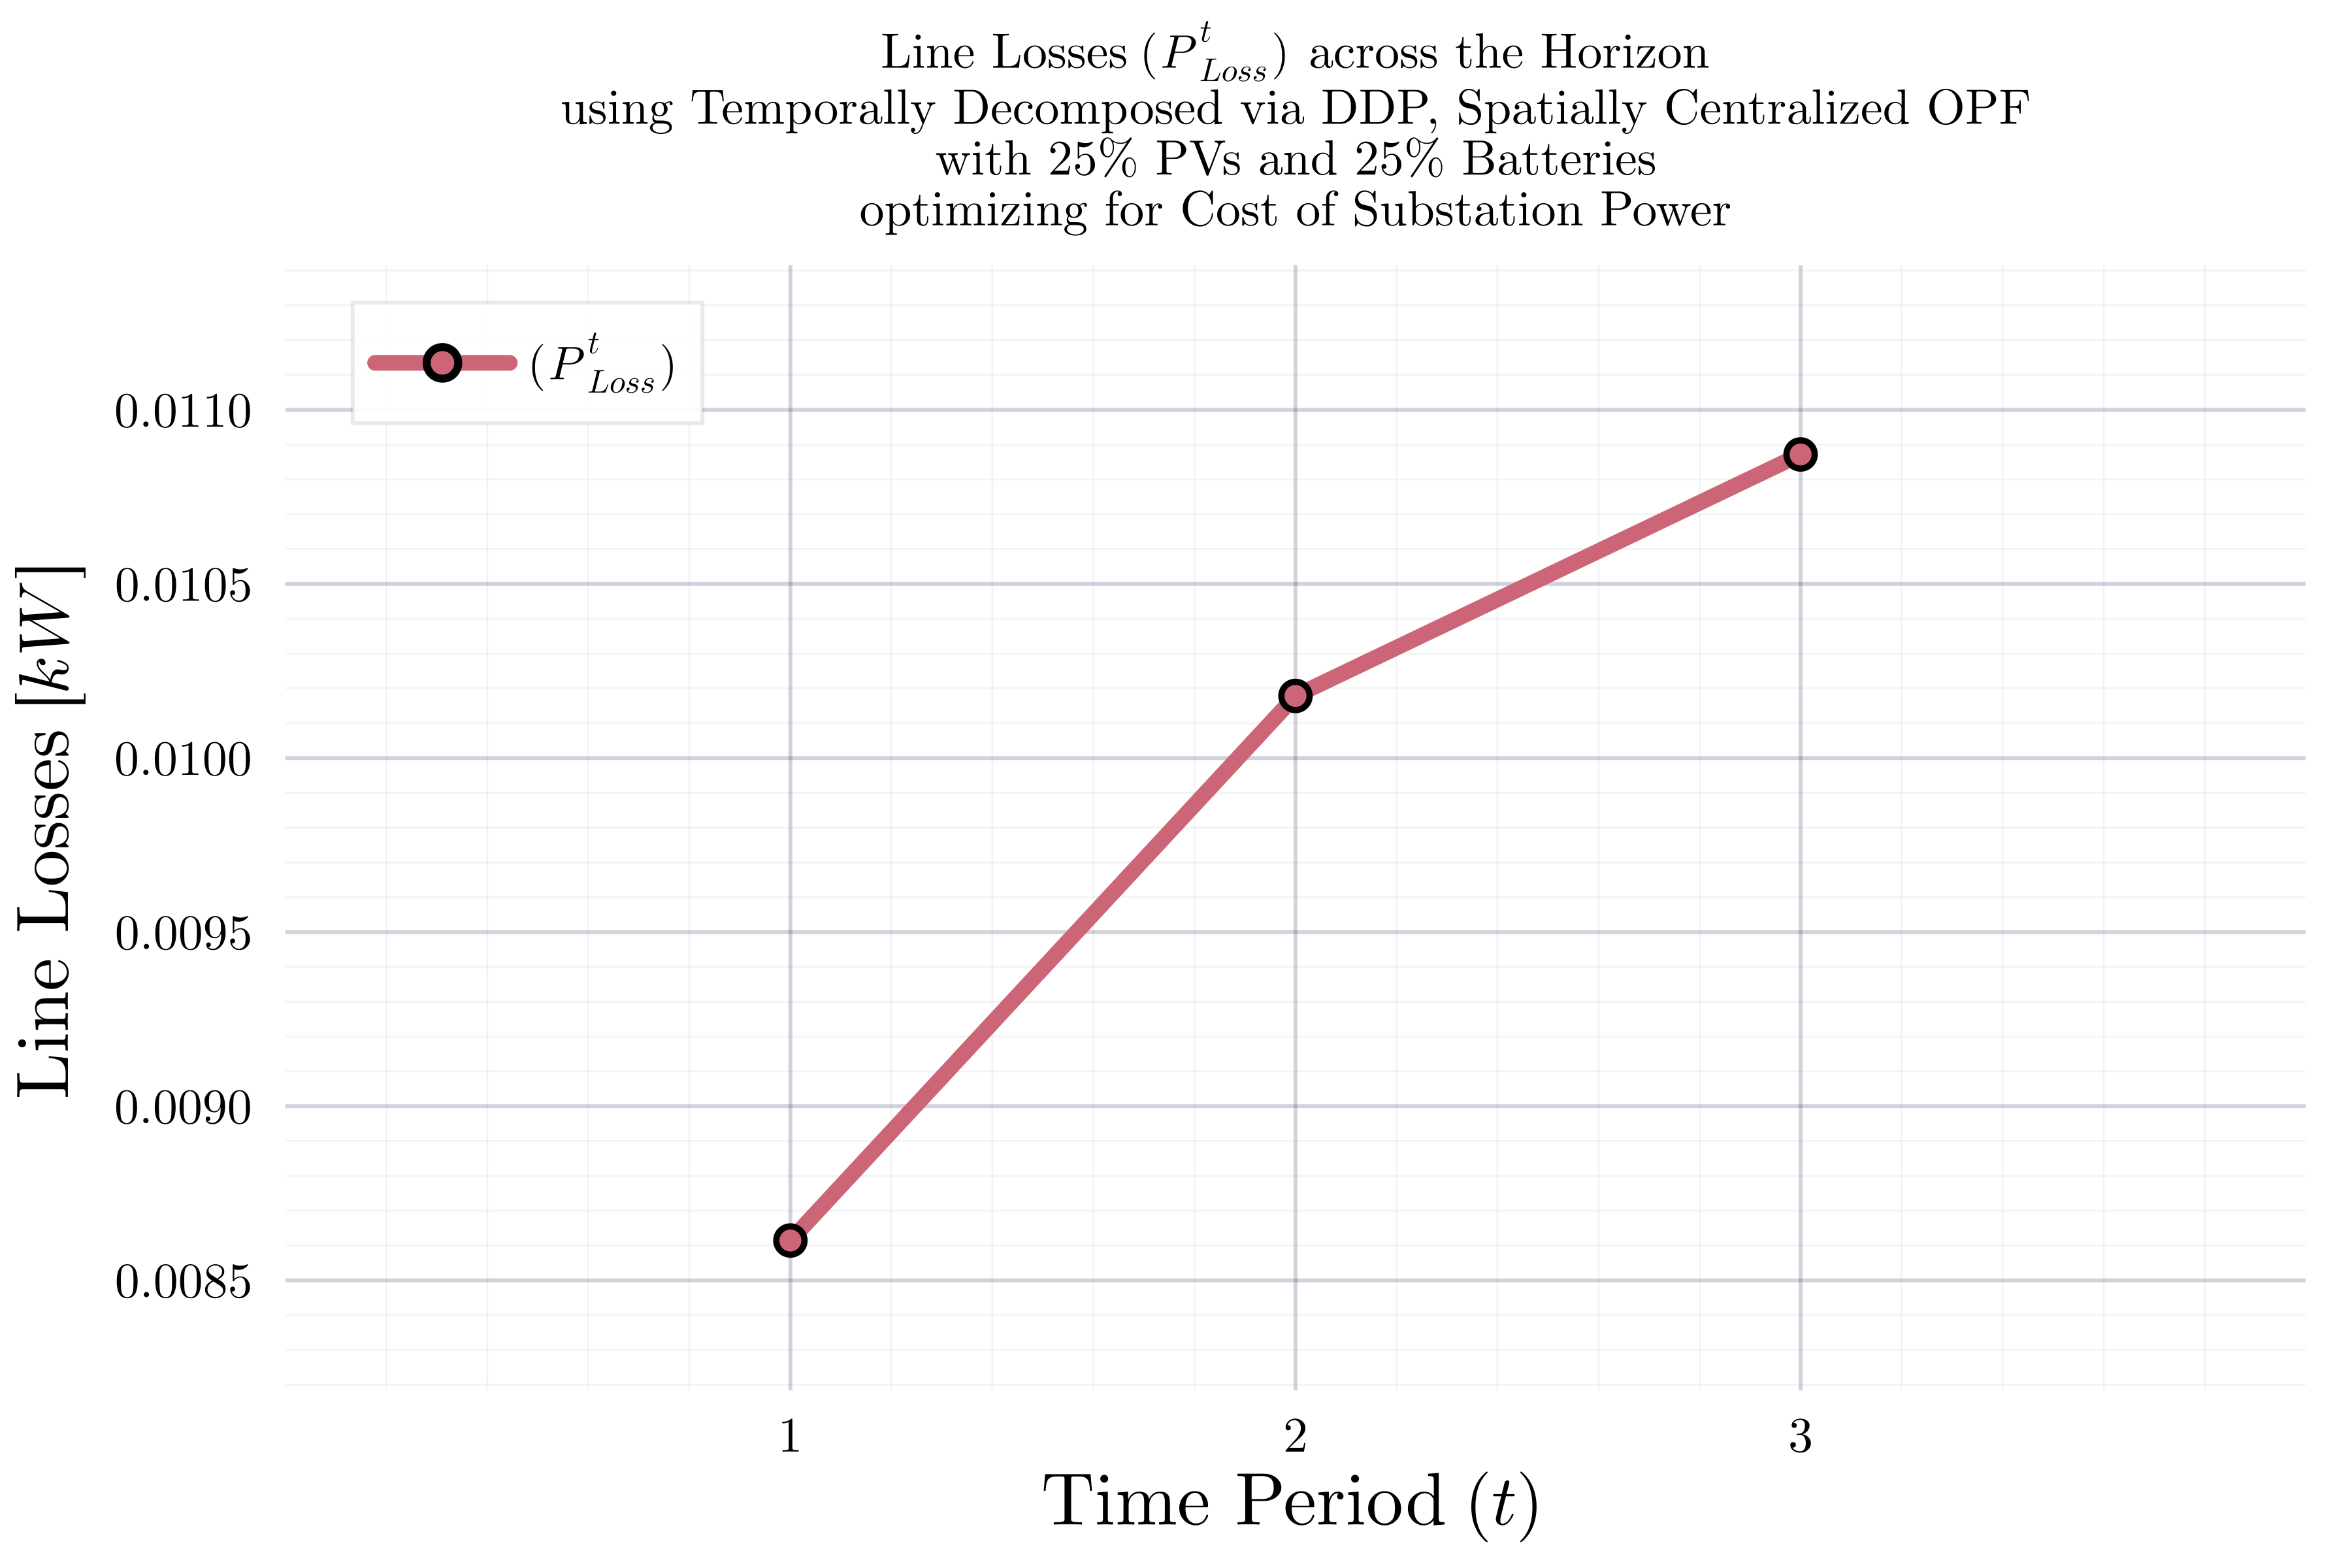 Line Losses (P^t_Loss) across the Horizon
using Temporally Decomposed via DDP, Spatially Centralized OPF
with 25% PVs and 25% Batteries
optimizing for Cost of Substation Power
(P^t_Loss)
0.0110
0.0105
0.0100
0.0095
0.0090
0.0085
Line Losses [kW]
1
2
3
Time Period (t)